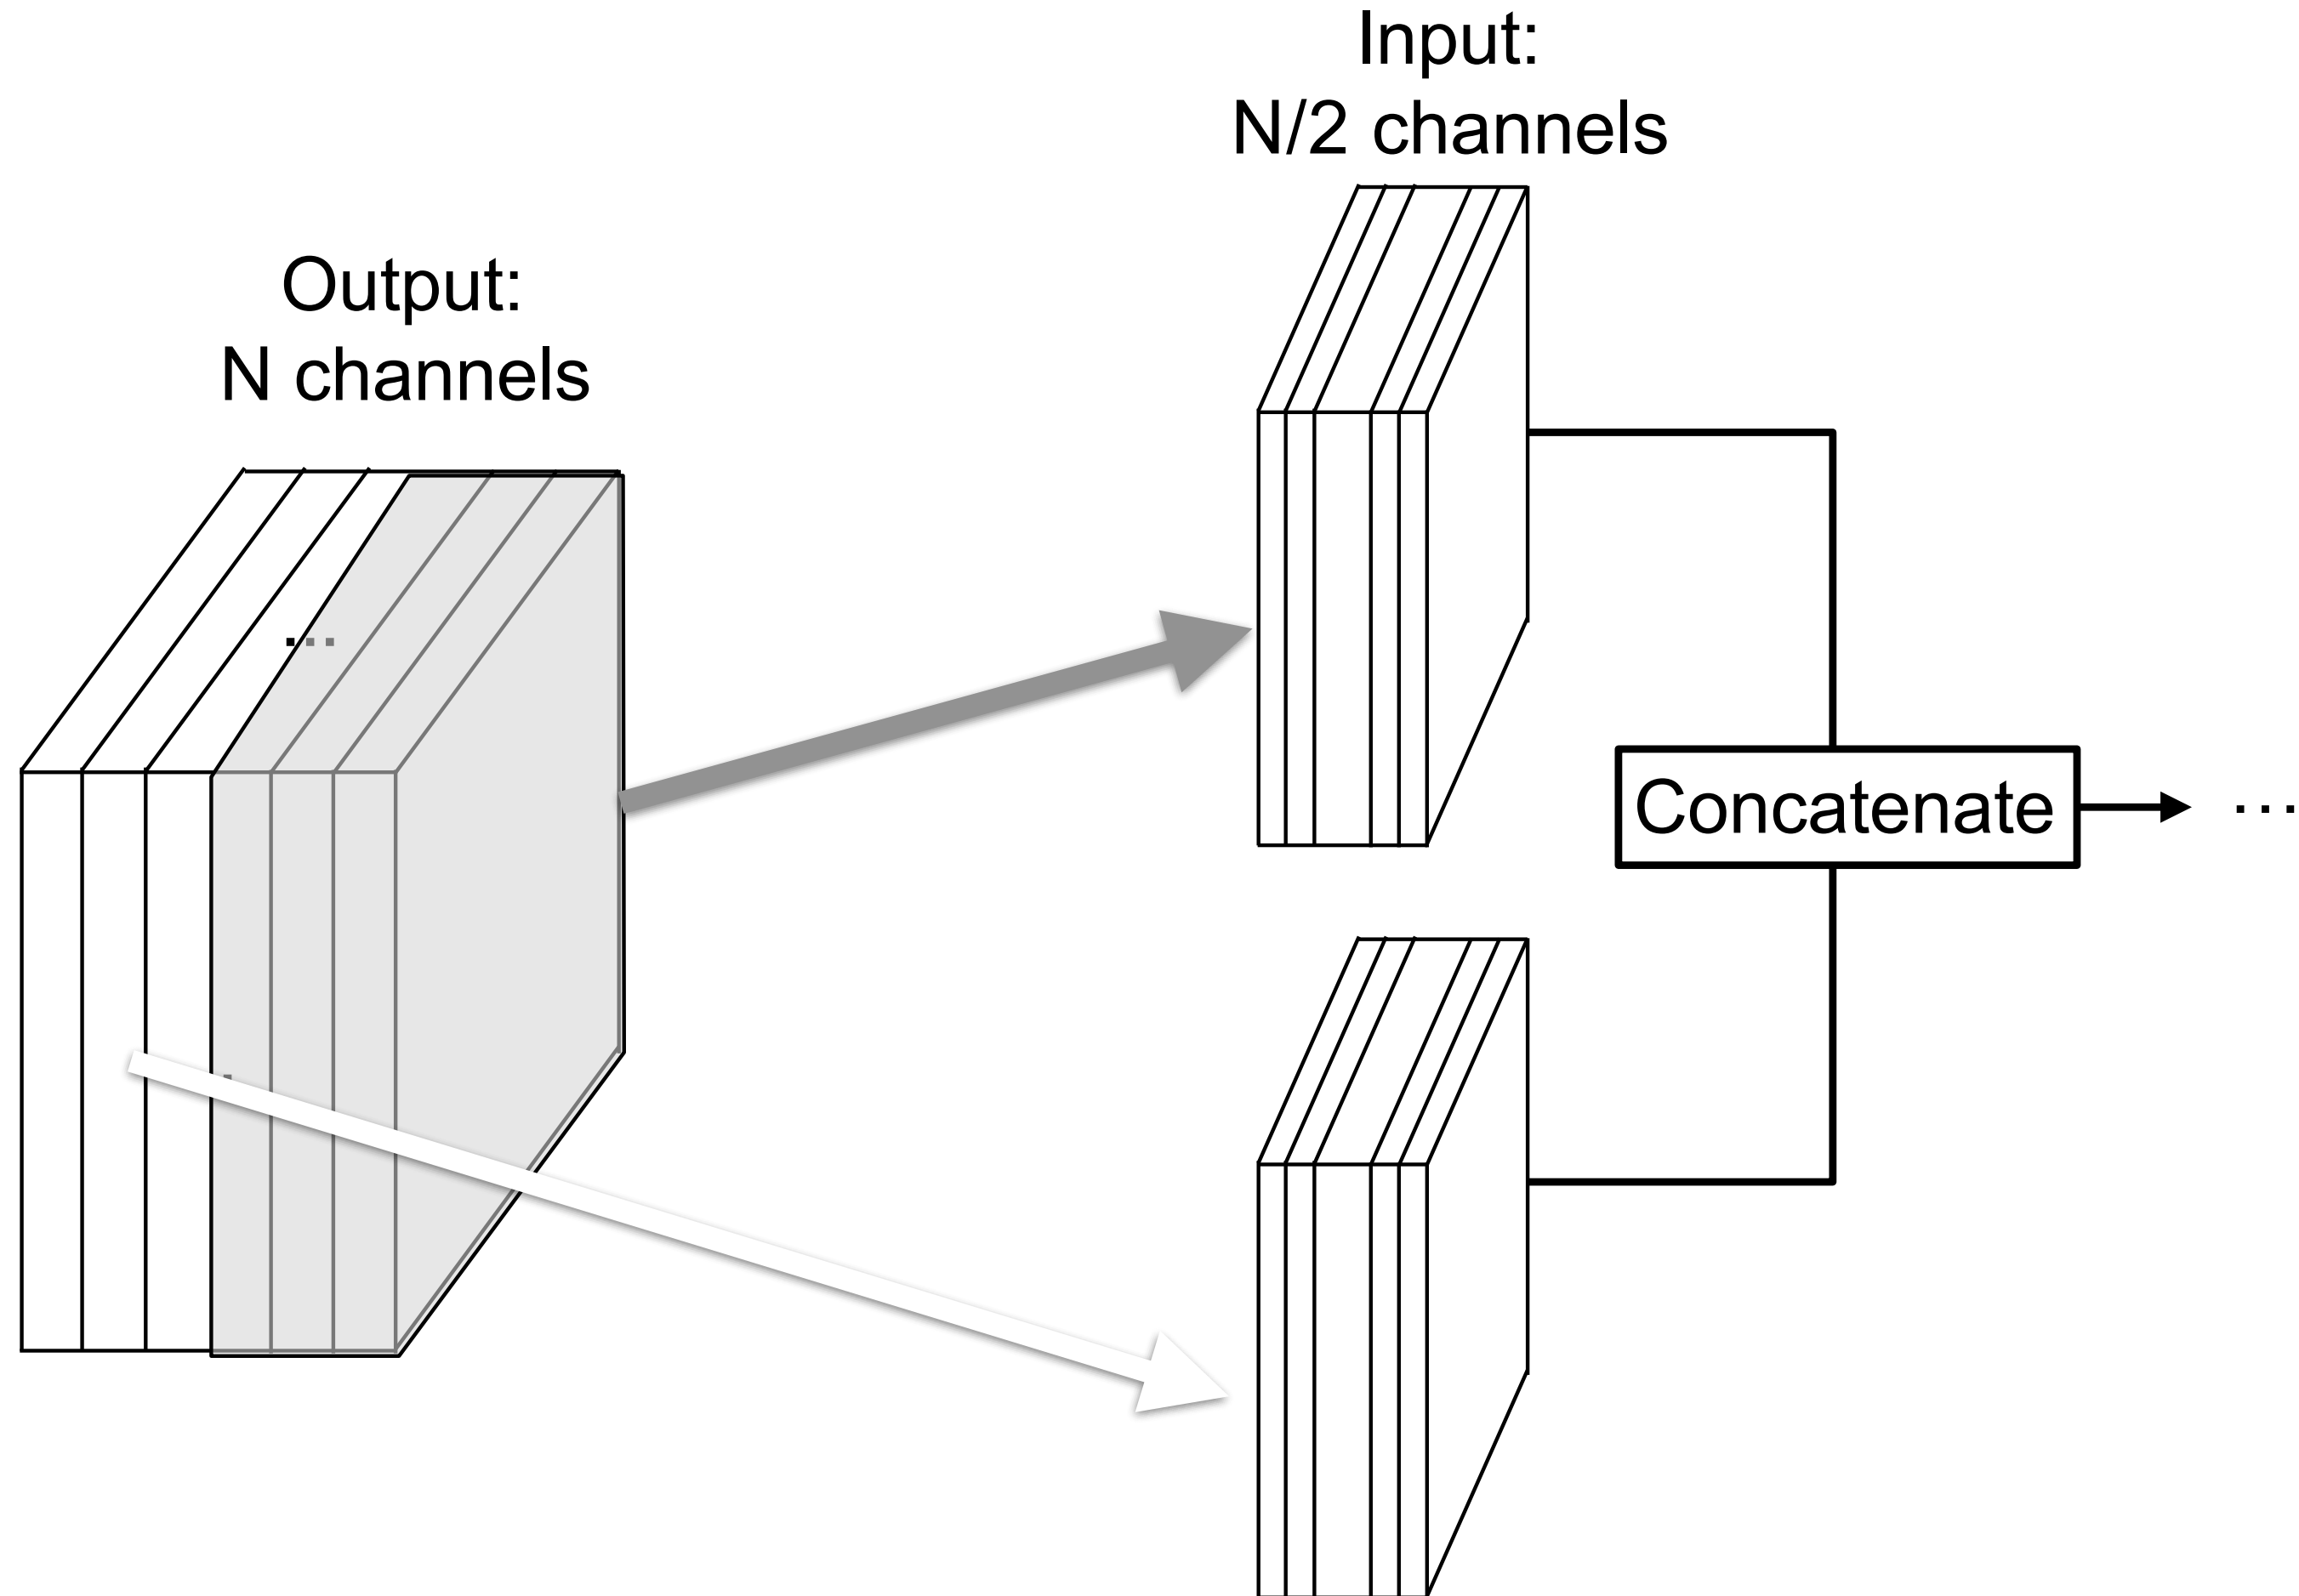 Input:
N/2 channels
Output:
N channels
...
Concatenate
...